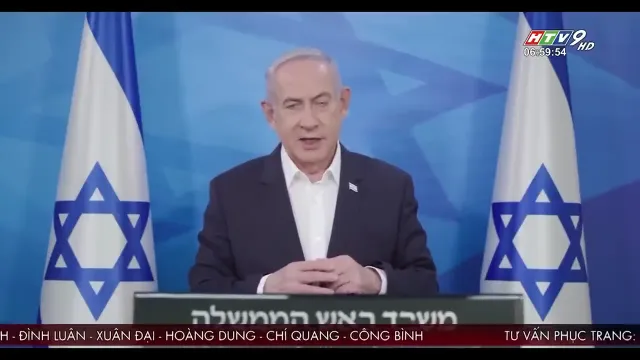 HTV9 HD
06:59:54
משרד ראש הממשלה
H - ĐÌNH LUÂN - XUÂN ĐẠI - HOÀNG DUNG - CHÍ QUANG - CÔNG BÌNH TƯ VẤN PHỤC TRANG: